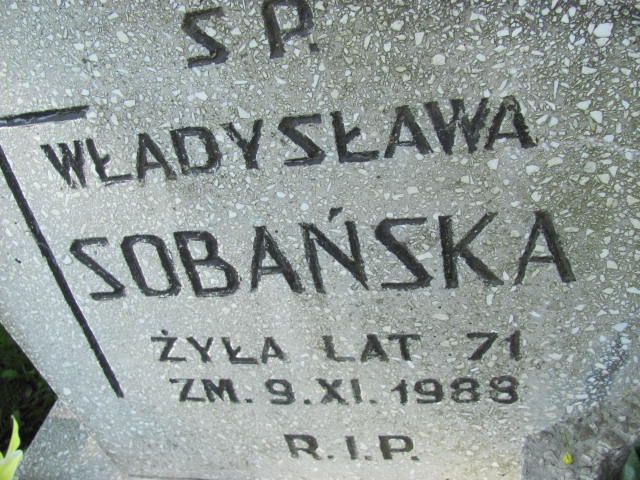 Ś.P.
WŁADYSŁAWA
SOBAŃSKA
ŻYŁA LAT 71
ZM. 9.XI.1988
R.I.P.